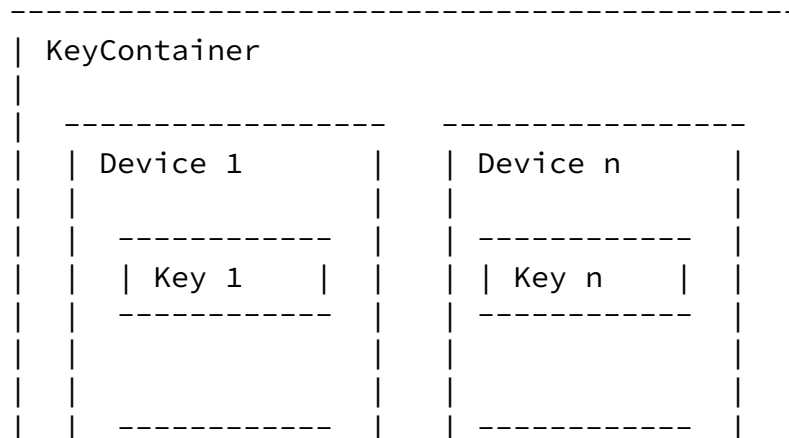 --------------------------------------------
| KeyContainer
|
|  ------------------   -----------------
|  | Device 1       |   | Device n      |
|  |                |   |               |
|  |  ------------  |   | ------------  |
|  |  | Key 1    |  |   | | Key n    |  |
|  |  ------------  |   | ------------  |
|  |                |   |               |
|  |                |   |               |
|  |  ------------  |   | ------------  |